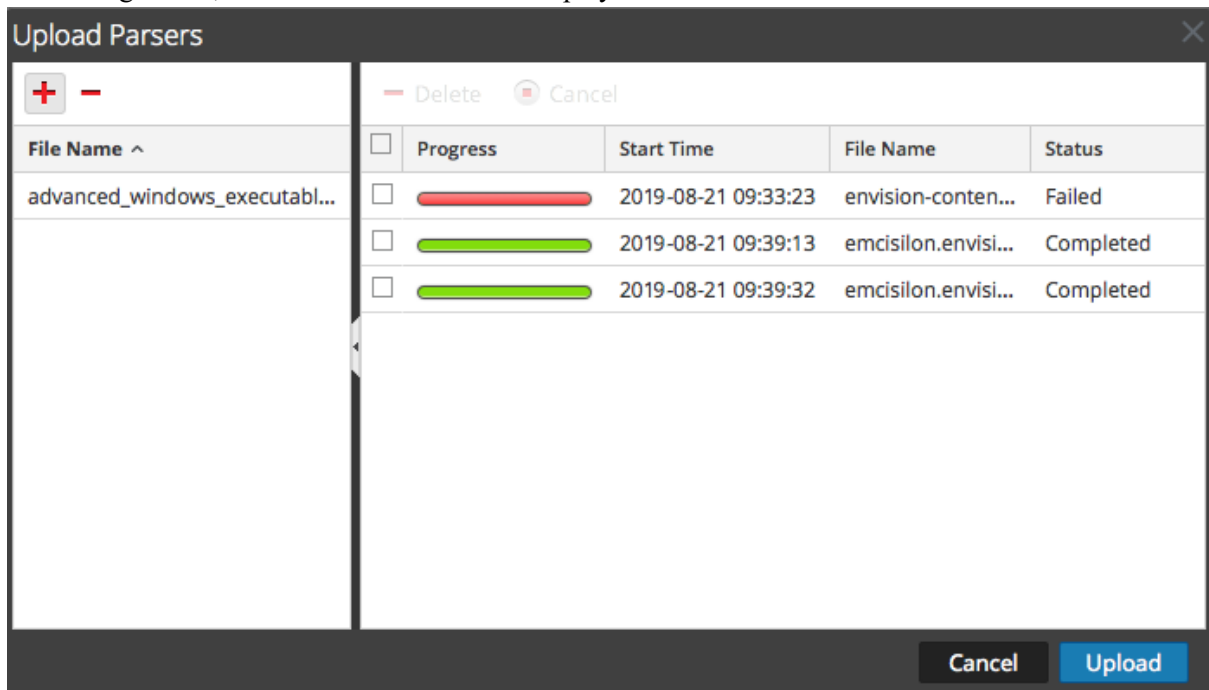 Upload Parsers
Delete Cancel
File Name Progress Start Time File Name Status
advanced_windows_executabl... 2019-08-21 09:33:23 envision-conten... Failed
2019-08-21 09:39:13 emcisilon.envisi... Completed
2019-08-21 09:39:32 emcisilon.envisi... Completed
Cancel Upload